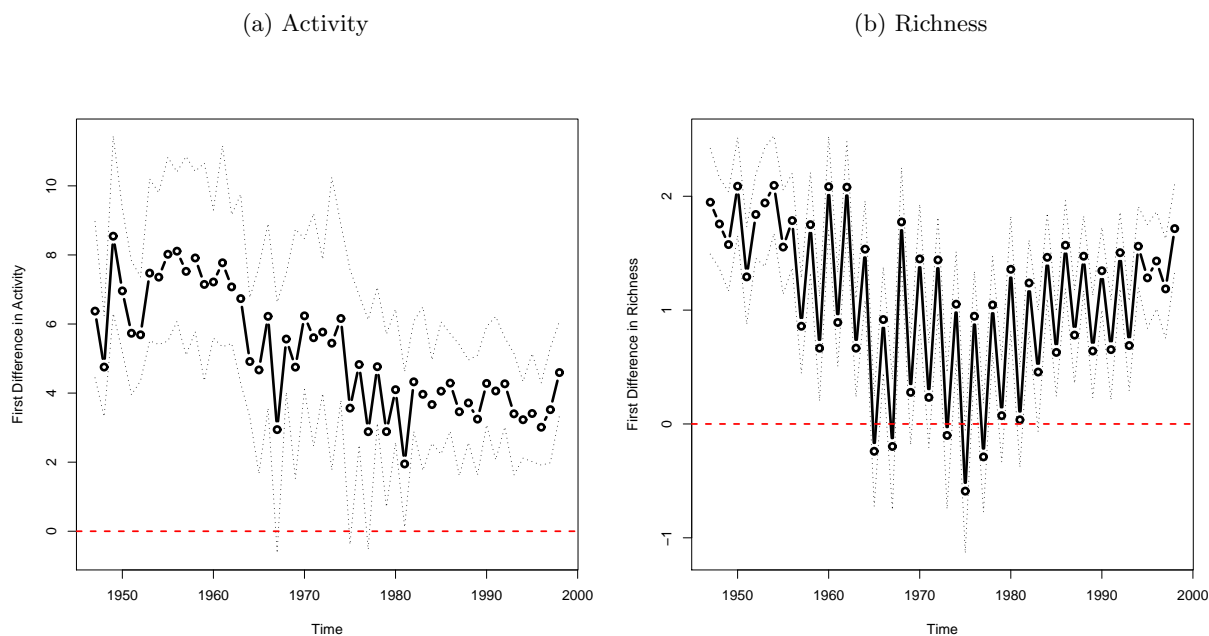 (a) Activity
First Difference in Activity
10
8
6
4
2
0
1950 1960 1970 1980 1990 2000
Time
(b) Richness
First Difference in Richness
2
1
0
−1
1950 1960 1970 1980 1990 2000
Time